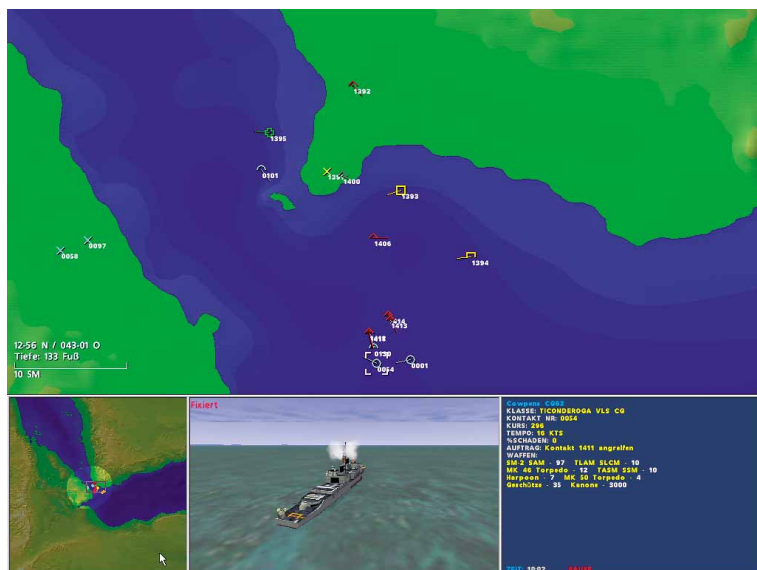 1392
1395
0101
1400
1393
1406
0097
0058
1394
1413
12-56 N / 043-01 O
Tiefe: 133 Fuß
10 SM
0001
0054
Fixiert
Cowpens CG63
KLASSE: TICONDEROGA VLS CG
KONTAKT NR: 0054
KURS: 296
TEMPO: 16 KTS
%SCHADEN: 0
AUFTRAG: Kontakt 1411 angreifen
WAFFEN:
SM-2 SAM - 97 TLAM SLCM - 10
MK 46 Torpedo - 12 TASM SSM - 10
Harpoon - 7 MK 50 Torpedo - 4
Geschütze - 35 Kanone - 3000
ZEIT: 10:02